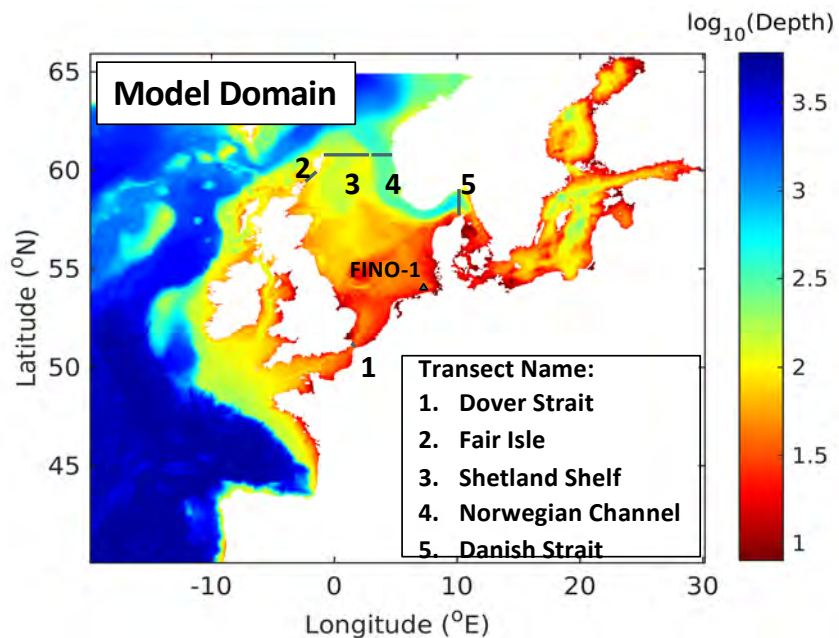 log₁₀(Depth)
Model Domain
65
60
55
50
45
Latitude (⁰N)
2
3
4
5
FINO-1
1
Transect Name:
1. Dover Strait
2. Fair Isle
3. Shetland Shelf
4. Norwegian Channel
5. Danish Strait
-10
0
10
20
30
Longitude (⁰E)
3.5
3
2.5
2
1.5
1